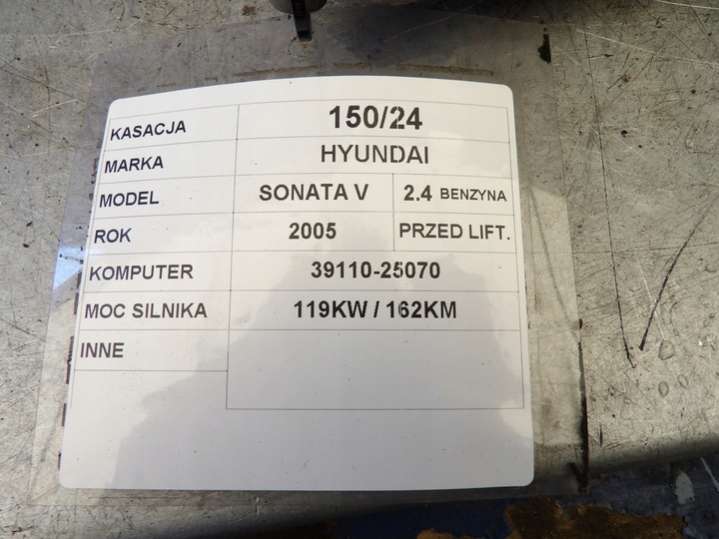 KASACJA 150/24
MARKA HYUNDAI
MODEL SONATA V 2.4 BENZYNA
ROK 2005 PRZED LIFT.
KOMPUTER 39110-25070
MOC SILNIKA 119KW / 162KM
INNE